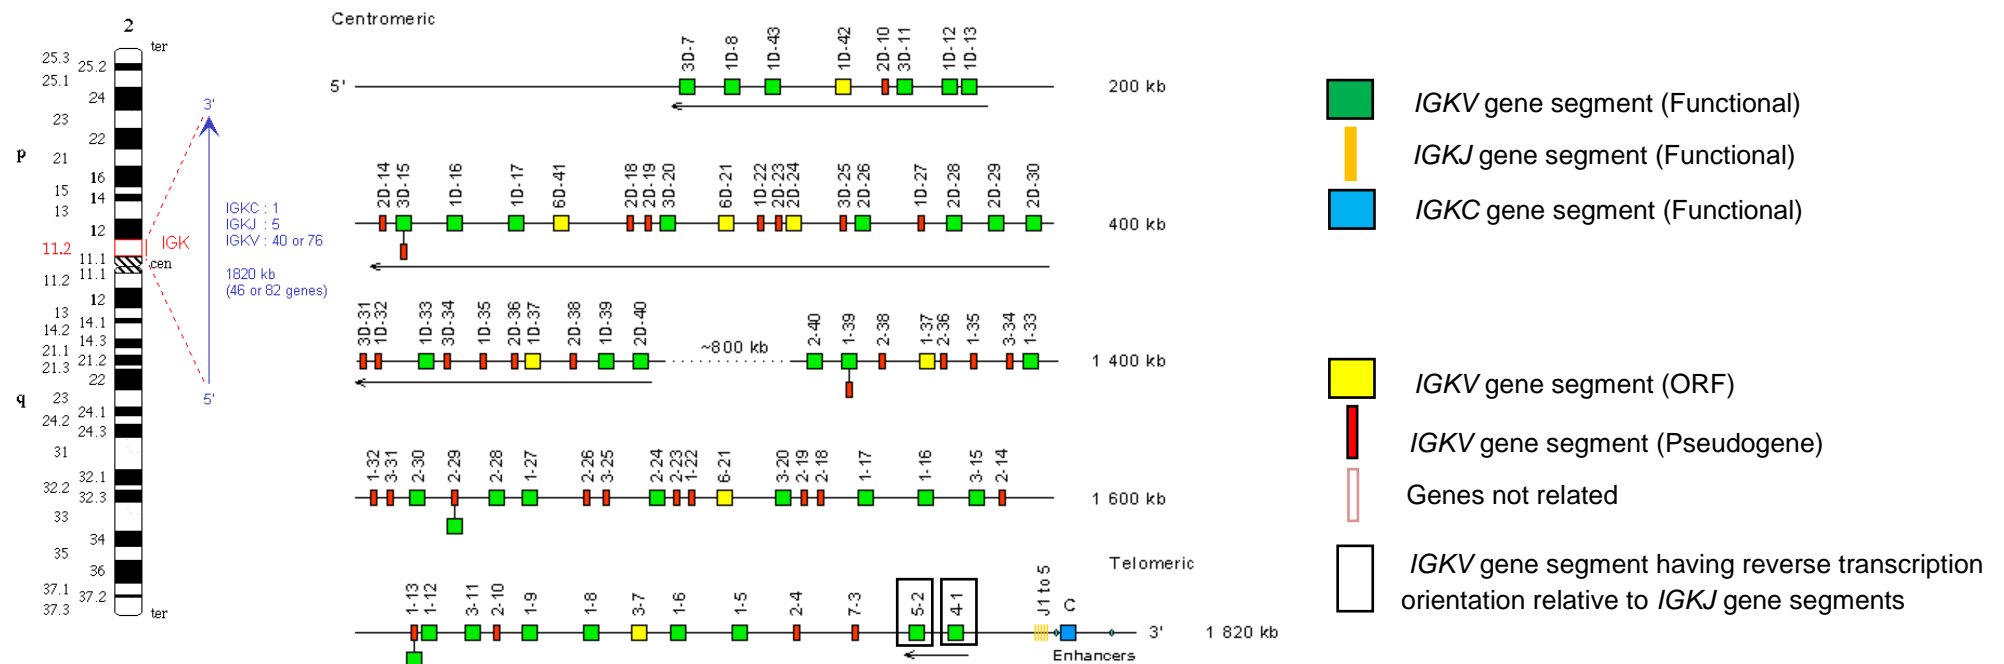 2
ter
25.3
25.2
25.1
24
23
22
p
21
16
15
14
13
12
11.2
11.1
cen
11.1
11.2
12
13
14.1
14.2
14.3
21.1
21.2
21.3
22
q
23
24.1
24.2
24.3
31
32.1
32.2
32.3
33
34
35
36
37.1
37.2
37.3
ter
IGK
3'
IGKC : 1
IGKJ : 5
IGKV : 40 or 76
1820 kb
(46 or 82 genes)
5'
Centromeric
3D-7 1D-8 1D-43 1D-42 2D-10 3D-11 1D-12 1D-13
5' 200 kb
2D-14 3D-15 1D-16 1D-17 6D-41 2D-18 2D-19 3D-20 6D-21 1D-22 2D-23 2D-24 3D-25 2D-26 1D-27 2D-28 2D-29 2D-30
400 kb
3D-31 1D-32 1D-33 3D-34 1D-35 2D-36 1D-37 2D-38 1D-39 2D-40 ~800 kb 2-40 1-39 2-38 1-37 2-36 1-35 3-34 1-33
1 400 kb
1-32 3-31 2-30 2-29 2-28 1-27 2-26 3-25 2-24 2-23 1-22 6-21 3-20 2-19 2-18 1-17 1-16 3-15 2-14
1 600 kb
Telomeric
1-13 1-12 3-11 2-10 1-9 1-8 3-7 1-6 1-5 2-4 7-3 5-2 4-1 J1 to 5 C
3' 1 820 kb
Enhancers
IGKV gene segment (Functional)
IGKJ gene segment (Functional)
IGKC gene segment (Functional)
IGKV gene segment (ORF)
IGKV gene segment (Pseudogene)
Genes not related
IGKV gene segment having reverse transcription
orientation relative to IGKJ gene segments